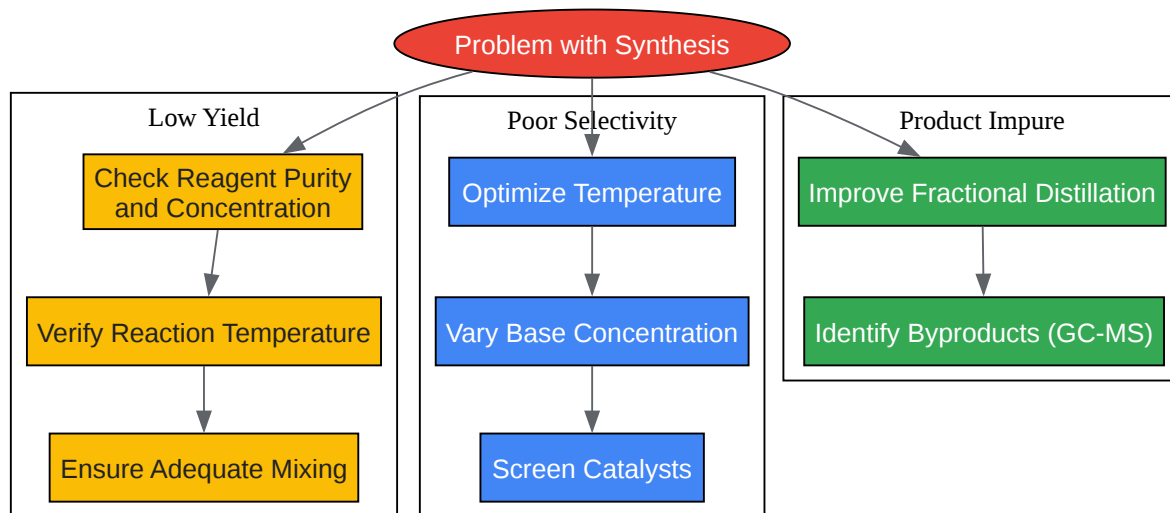 Problem with Synthesis
Low Yield
Check Reagent Purity
and Concentration
Verify Reaction Temperature
Ensure Adequate Mixing
Poor Selectivity
Optimize Temperature
Vary Base Concentration
Screen Catalysts
Product Impure
Improve Fractional Distillation
Identify Byproducts (GC-MS)